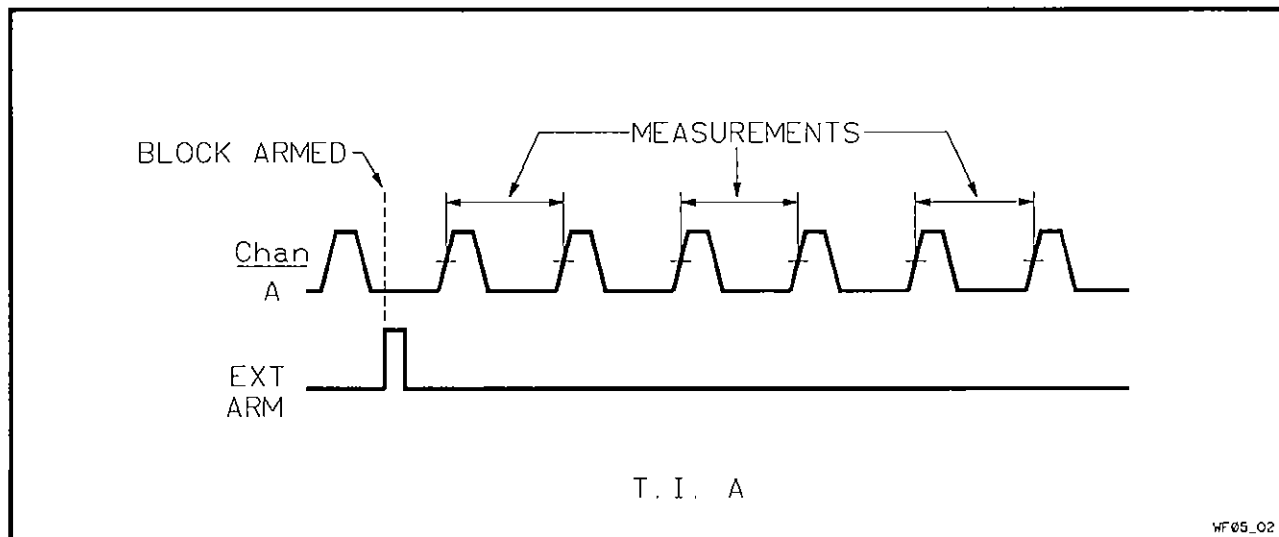 MEASUREMENTS
BLOCK ARMED
Chan
A
EXT
ARM
T. I. A
WF05_02